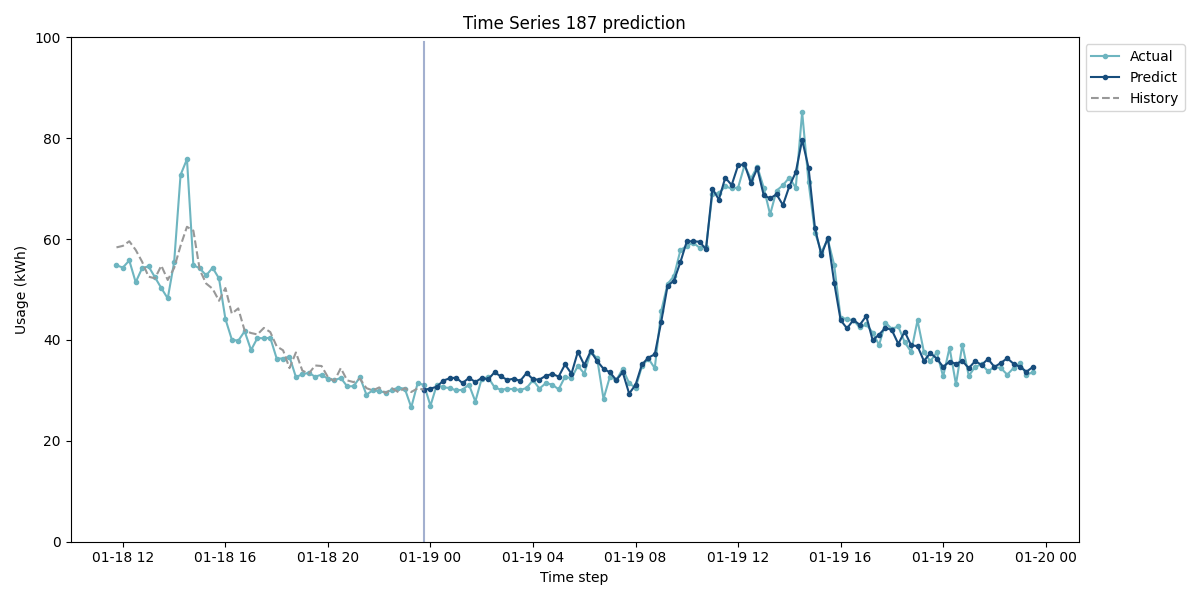 Time Series 187 prediction
Usage (kWh)
100
80
60
40
20
0
01-18 12
01-18 16
01-18 20
01-19 00
01-19 04
01-19 08
01-19 12
01-19 16
01-19 20
01-20 00
Time step
Actual
Predict
History